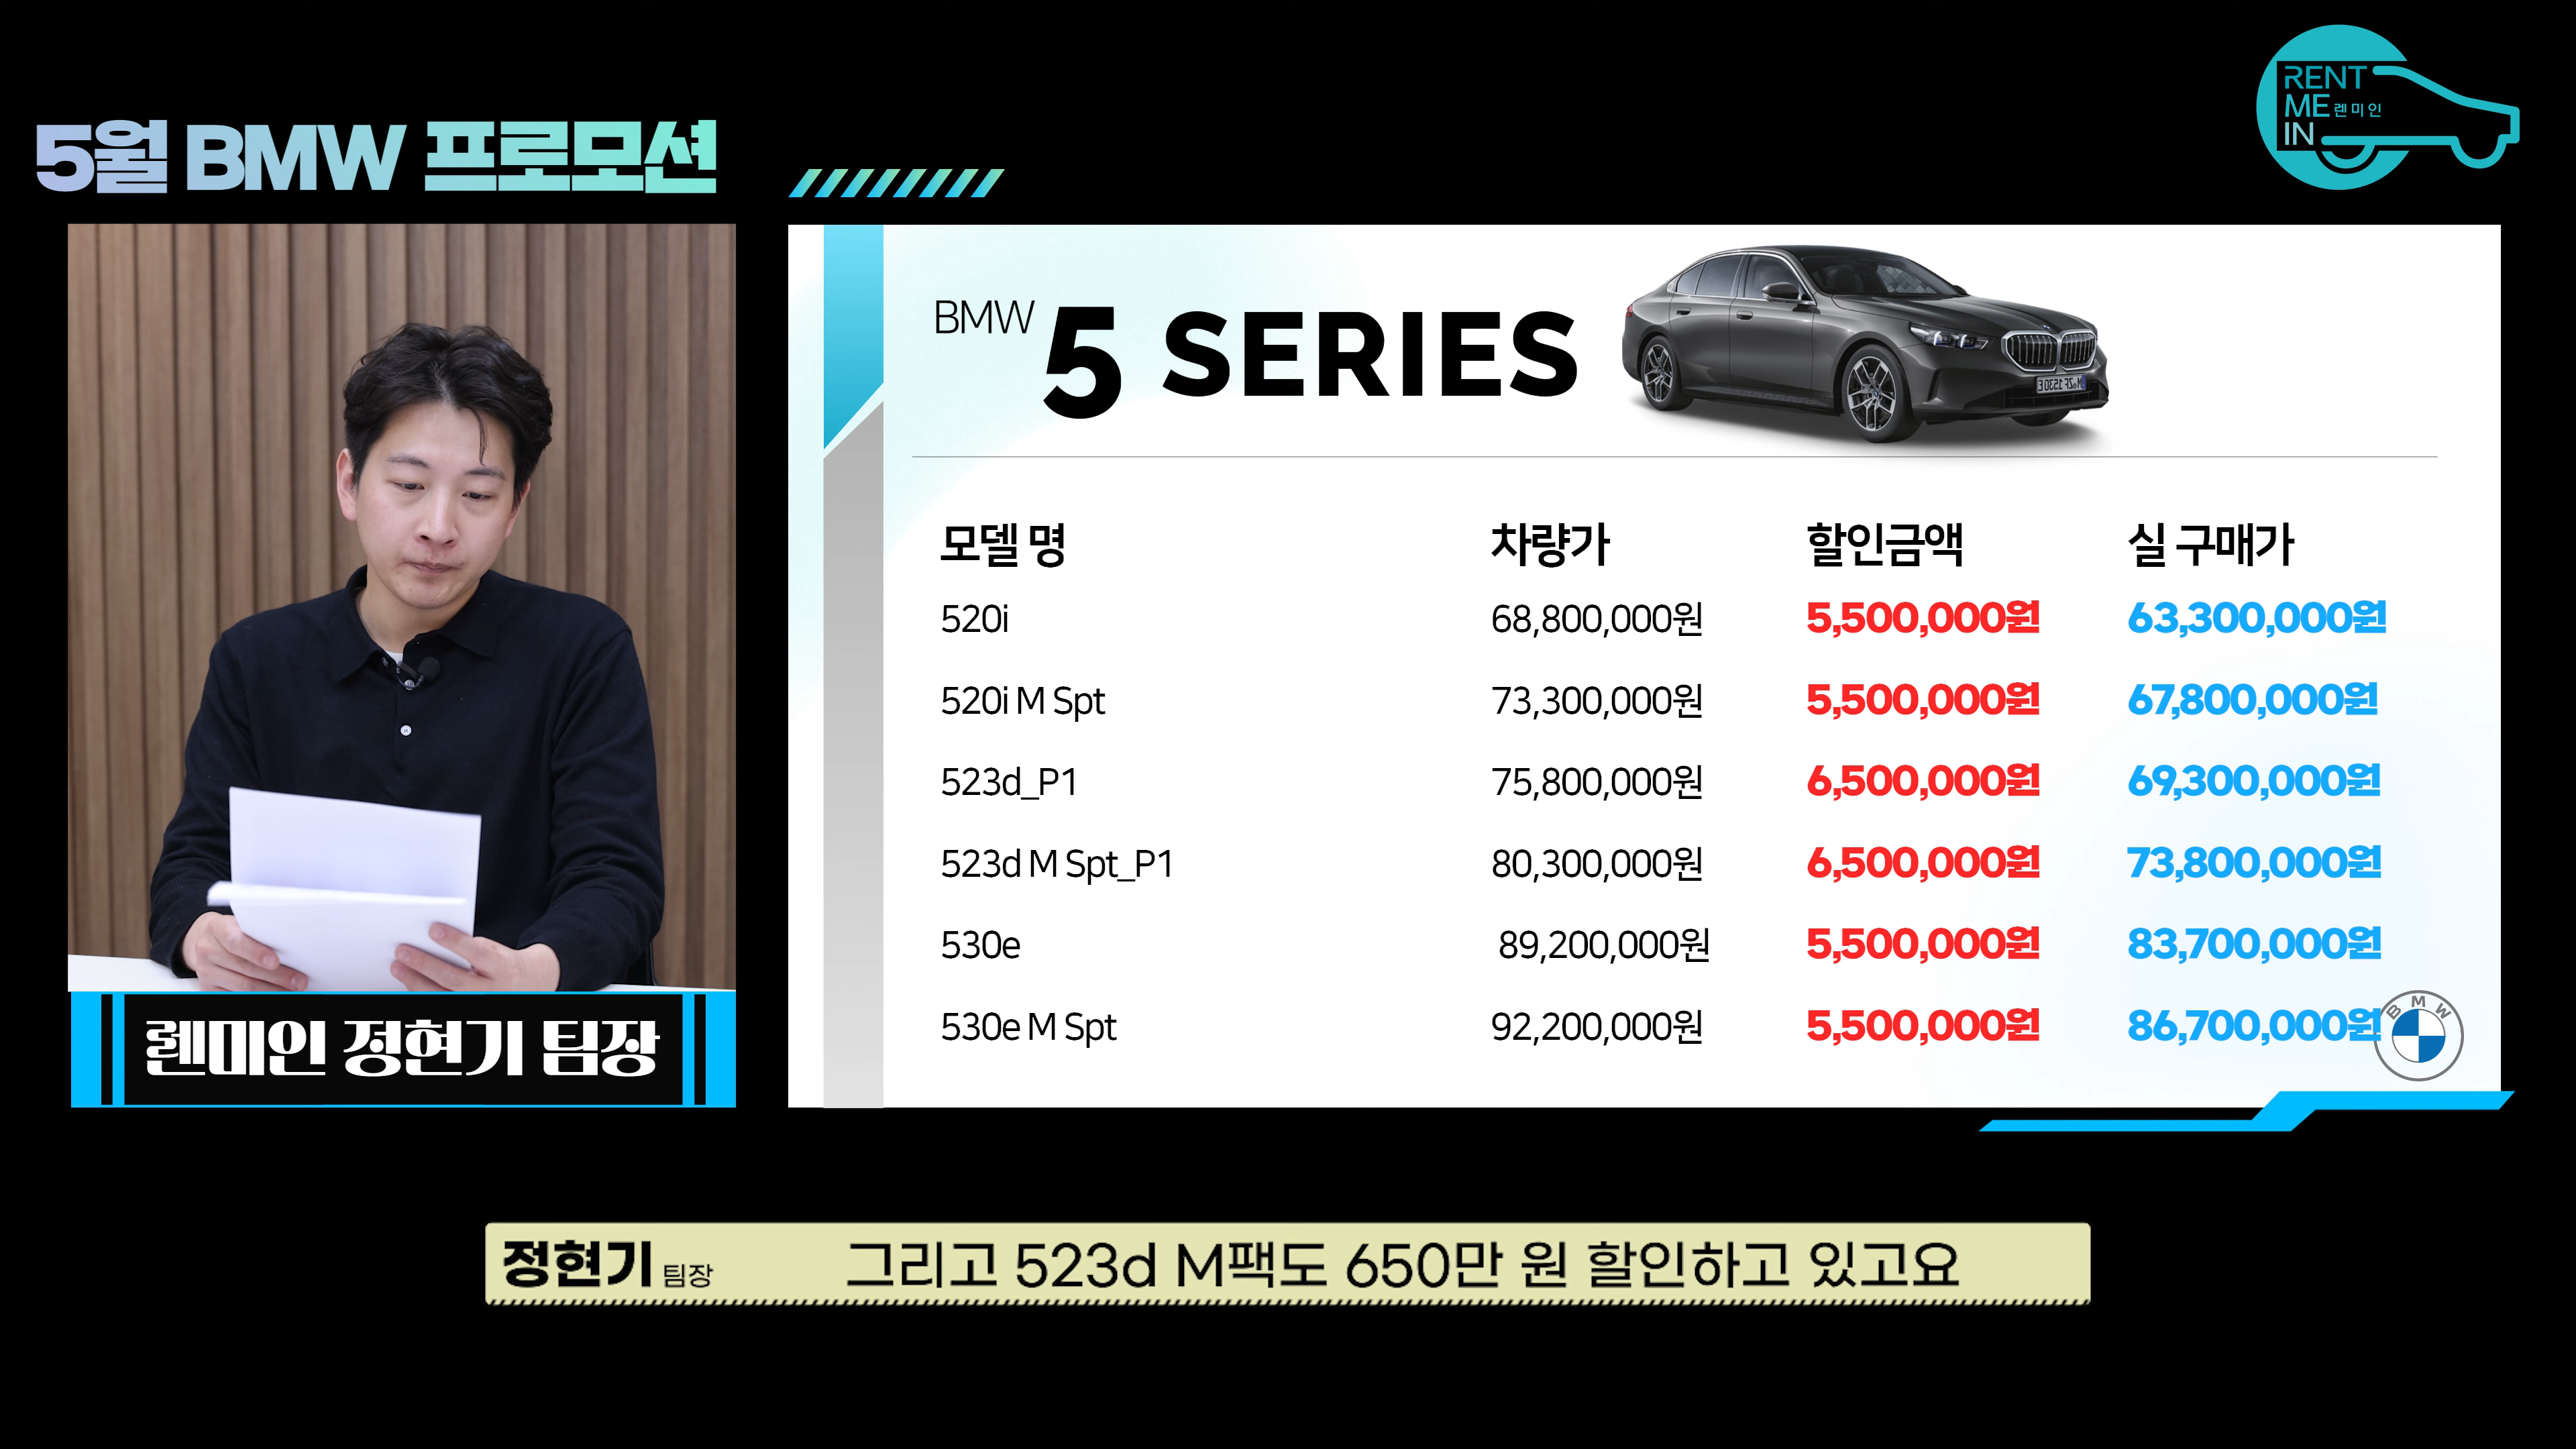 RENT
ME 렌미인
IN
5월 BMW 프로모션
BMW 5 SERIES
모델 명 차량가 할인금액 실 구매가
520i 68,800,000원 5,500,000원 63,300,000원
520i M Spt 73,300,000원 5,500,000원 67,800,000원
523d_P1 75,800,000원 6,500,000원 69,300,000원
523d M Spt_P1 80,300,000원 6,500,000원 73,800,000원
530e 89,200,000원 5,500,000원 83,700,000원
530e M Spt 92,200,000원 5,500,000원 86,700,000원
BMW
렌미인 정현기 팀장
정현기 팀장 그리고 523d M팩도 650만 원 할인하고 있고요